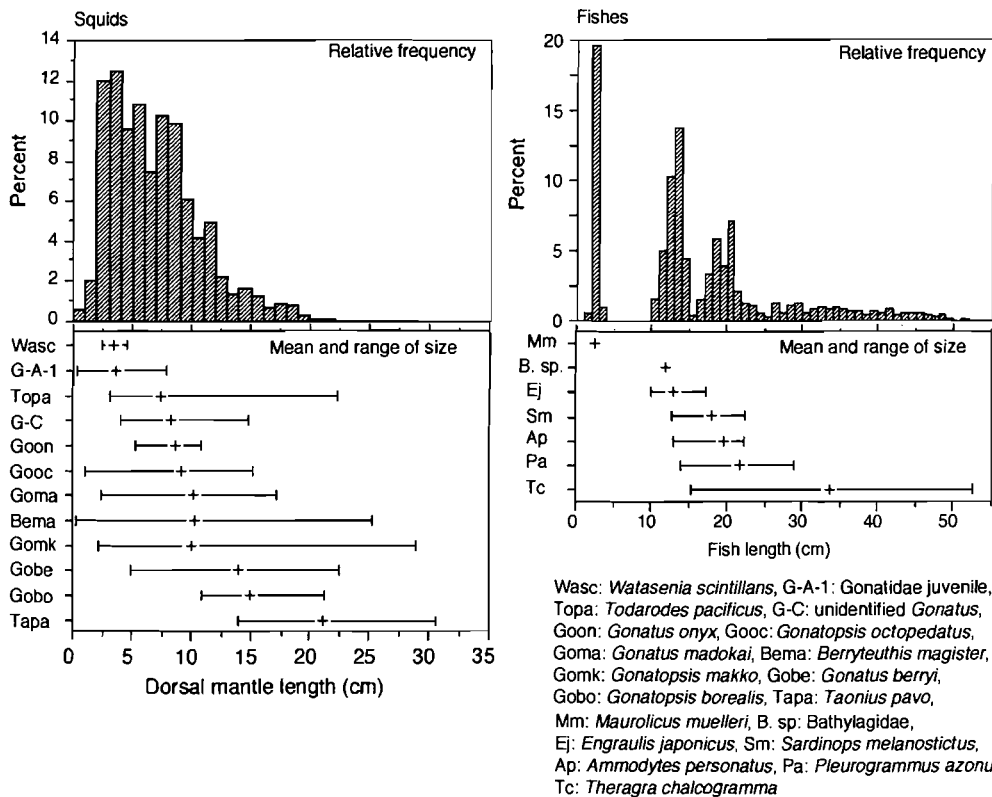 Squids
Relative frequency
Percent
14
12
10
8
6
4
2
0
Mean and range of size
Wasc
G-A-1
Topa
G-C
Goon
Gooc
Goma
Bema
Gomk
Gobe
Gobo
Tapa
0 5 10 15 20 25 30 35
Dorsal mantle length (cm)
Fishes
Relative frequency
Percent
20
15
10
5
0
Mean and range of size
Mm
B. sp.
Ej
Sm
Ap
Pa
Tc
0 10 20 30 40 50
Fish length (cm)
Wasc: Watasenia scintillans, G-A-1: Gonatidae juvenile,
Topa: Todarodes pacificus, G-C: unidentified Gonatus,
Goon: Gonatus onyx, Gooc: Gonatopsis octopedatus,
Goma: Gonatus madokai, Bema: Berryteuthis magister,
Gomk: Gonatopsis makko, Gobe: Gonatus berryi,
Gobo: Gonatopsis borealis, Tapa: Taonius pavo,
Mm: Maurolicus muelleri, B. sp: Bathylagidae,
Ej: Engraulis japonicus, Sm: Sardinops melanostictus,
Ap: Ammodytes personatus, Pa: Pleurogrammus azonu
Tc: Theragra chalcogramma